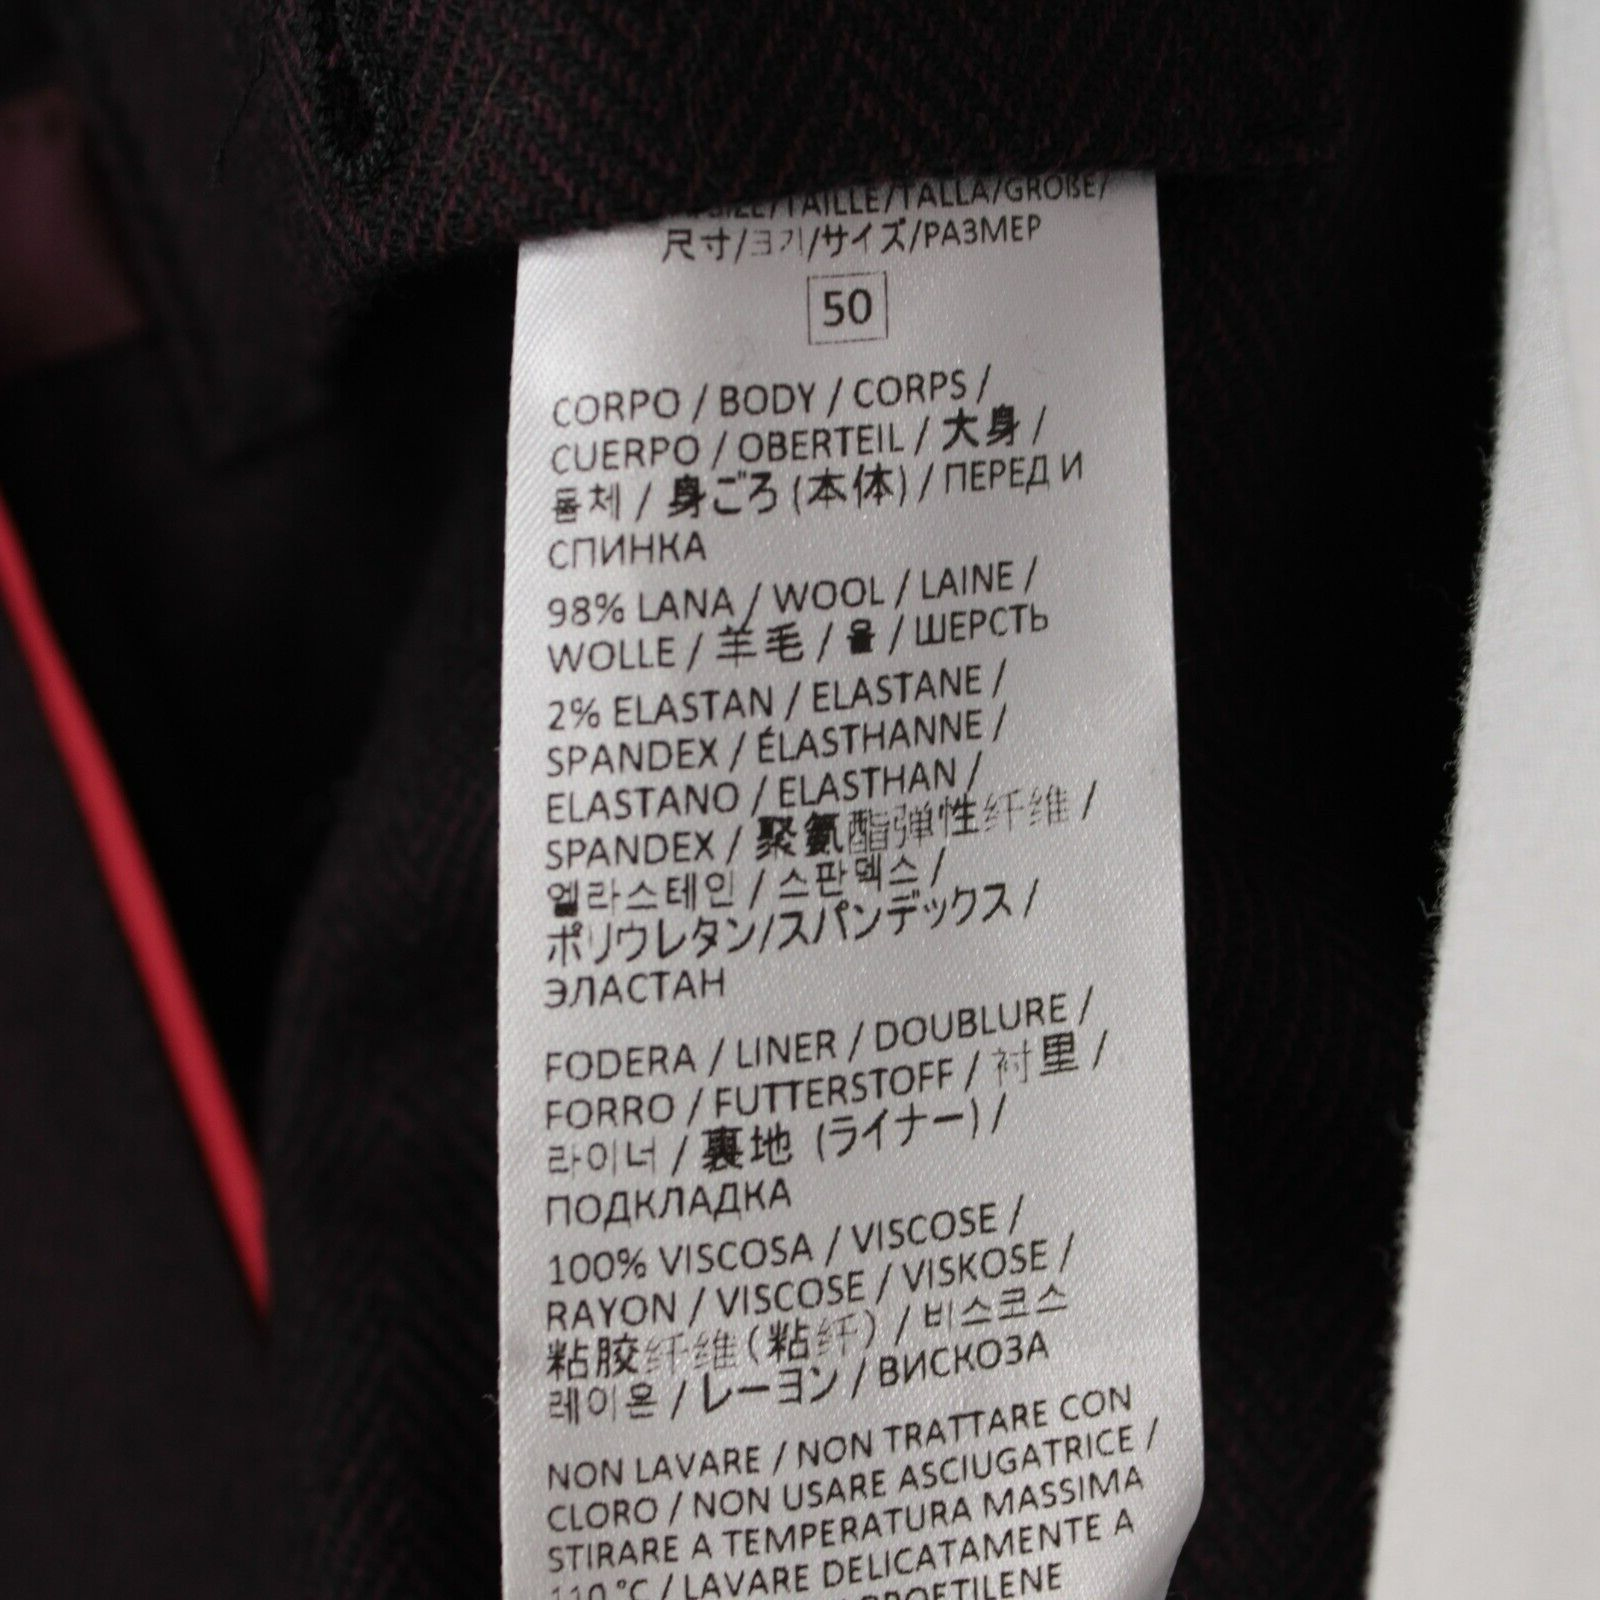 SIZE/TAILLE/TALLA/GRÖßE/
尺寸/크기/サイズ/РАЗМЕР
50
CORPO / BODY / CORPS /
CUERPO / OBERTEIL / 大身 /
몸체 / 身ごろ (本体) / ПЕРЕД И
СПИНКА
98% LANA / WOOL / LAINE /
WOLLE / 羊毛 / 울 / ШЕРСТЬ
2% ELASTAN / ELASTANE /
SPANDEX / ÉLASTHANNE /
ELASTANO / ELASTHAN /
SPANDEX / 聚氨酯弹性纤维 /
엘라스테인 / 스판덱스 /
ポリウレタン/スパンデックス /
ЭЛАСТАН
FODERA / LINER / DOUBLURE /
FORRO / FUTTERSTOFF / 衬里 /
라이너 / 裏地 (ライナー) /
ПОДКЛАДКА
100% VISCOSA / VISCOSE /
RAYON / VISCOSE / VISKOSE /
粘胶纤维(粘纤) / 비스코스
레이온 / レーヨン / ВИСКОЗА
NON LAVARE / NON TRATTARE CON
CLORO / NON USARE ASCIUGATRICE /
STIRARE A TEMPERATURA MASSIMA
110 °C / LAVARE DELICATAMENTE A